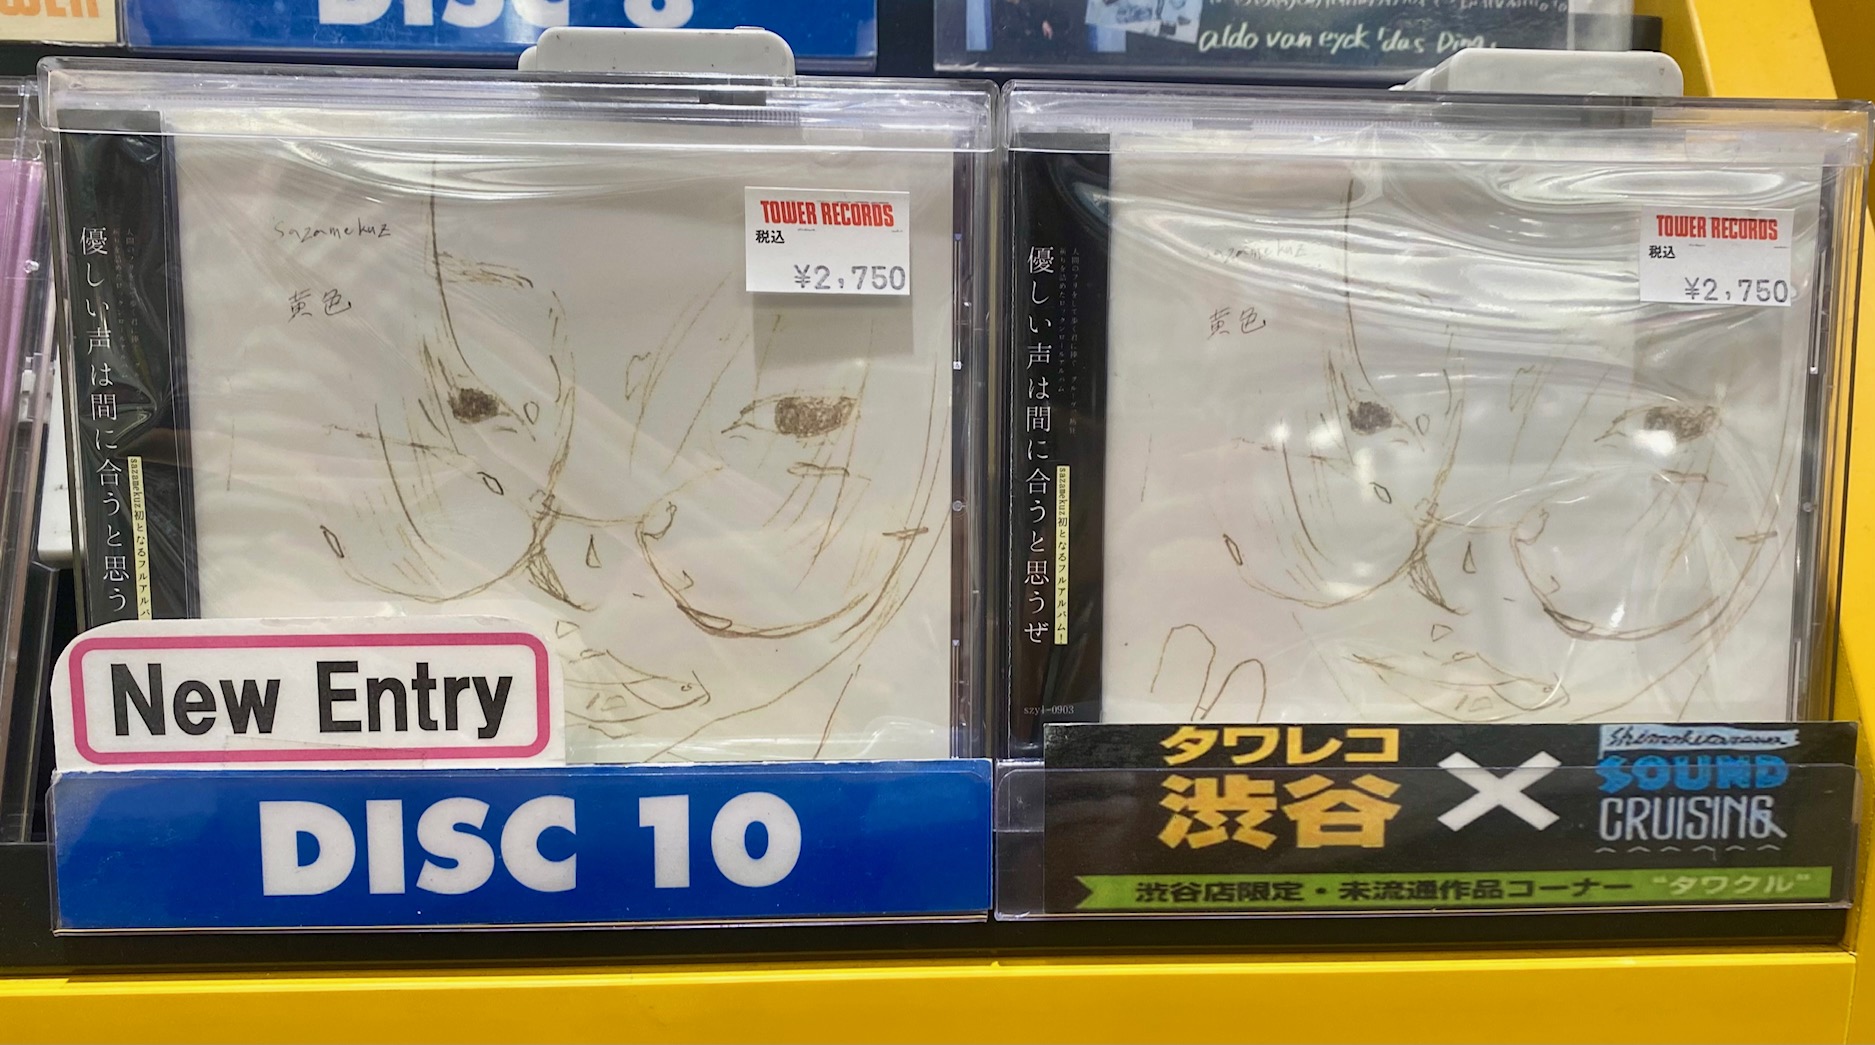 DISC 8
aldo van eyck 'das Ding,
sazamekuz
黄色
TOWER RECORDS
税込
¥2,750
優しい声は間に合うと思う
sazamekuz初となるフルアルバ
New Entry
DISC 10
sazamekuz
黄色
TOWER RECORDS
税込
¥2,750
優しい声は間に合うと思うぜ
sazamekuz初となるフルアルバム!
タワレコ
渋谷
×
Shimokitazawa
SOUND
CRUISING
渋谷店限定・未流通作品コーナー "タワクル"